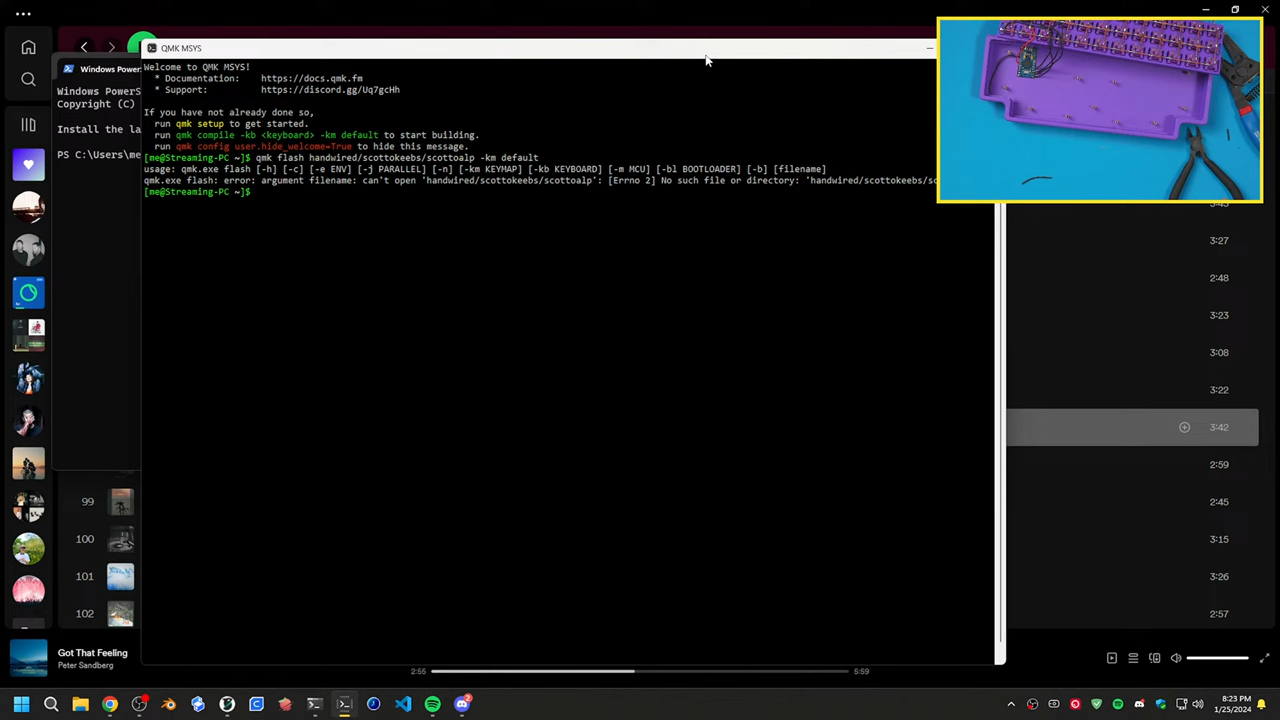 QMK MSYS
Windows Power
Windows PowerS
Copyright (C)
Install the la
PS C:\Users\me
Welcome to QMK MSYS!
* Documentation: https://docs.qmk.fm
* Support: https://discord.gg/Uq7gcHh
If you have not already done so,
run qmk setup to get started.
run qmk compile -kb <keyboard> -km default to start building.
run qmk config user.hide_welcome=True to hide this message.
[me@Streaming-PC ~]$ qmk flash handwired/scottokeebs/scottoalp -km default
usage: qmk.exe flash [-h] [-c] [-e ENV] [-j PARALLEL] [-n] [-km KEYMAP] [-kb KEYBOARD] [-m MCU] [-bl BOOTLOADER] [-b] [filename]
qmk.exe flash: error: argument filename: can't open 'handwired/scottokeebs/scottoalp': [Errno 2] No such file or directory: 'handwired/scottokeebs/sc
[me@Streaming-PC ~]$
3:27
2:48
3:23
3:08
3:22
3:42
2:59
2:45
3:15
3:26
2:57
99
100
101
102
Got That Feeling
Peter Sandberg
2:55
5:59
2
8:23 PM
1/25/2024